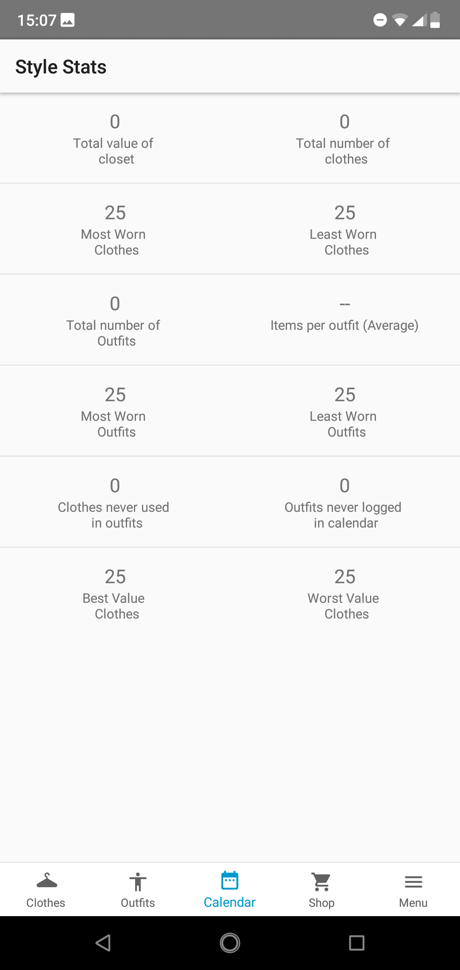 15:07
Style Stats
0
Total value of
closet
0
Total number of
clothes
25
Most Worn
Clothes
25
Least Worn
Clothes
0
Total number of
Outfits
--
Items per outfit (Average)
25
Most Worn
Outfits
25
Least Worn
Outfits
0
Clothes never used
in outfits
0
Outfits never logged
in calendar
25
Best Value
Clothes
25
Worst Value
Clothes
Clothes
Outfits
Calendar
Shop
Menu